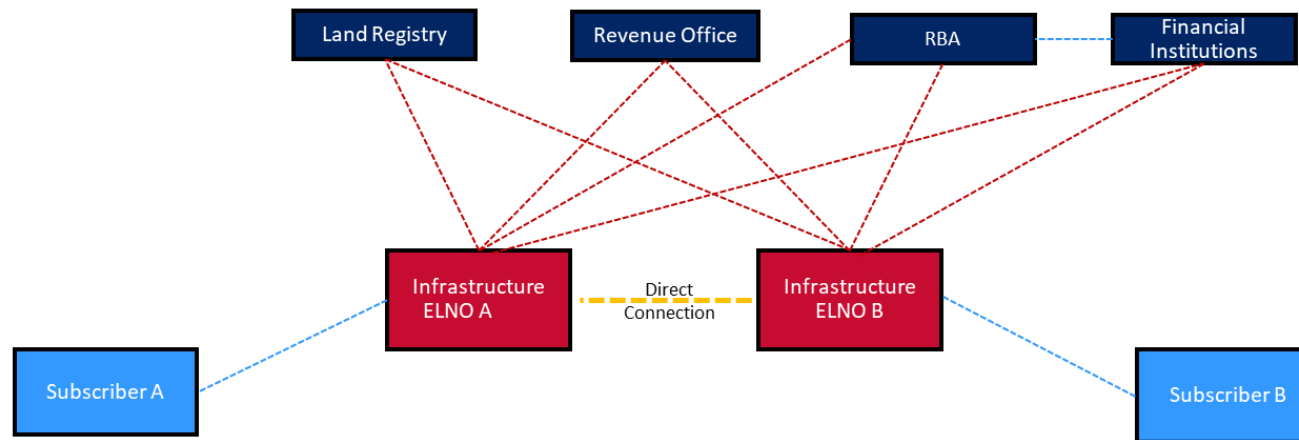 Land Registry
Revenue Office
RBA
Financial
Institutions
Infrastructure
ELNO A
Direct
Connection
Infrastructure
ELNO B
Subscriber A
Subscriber B